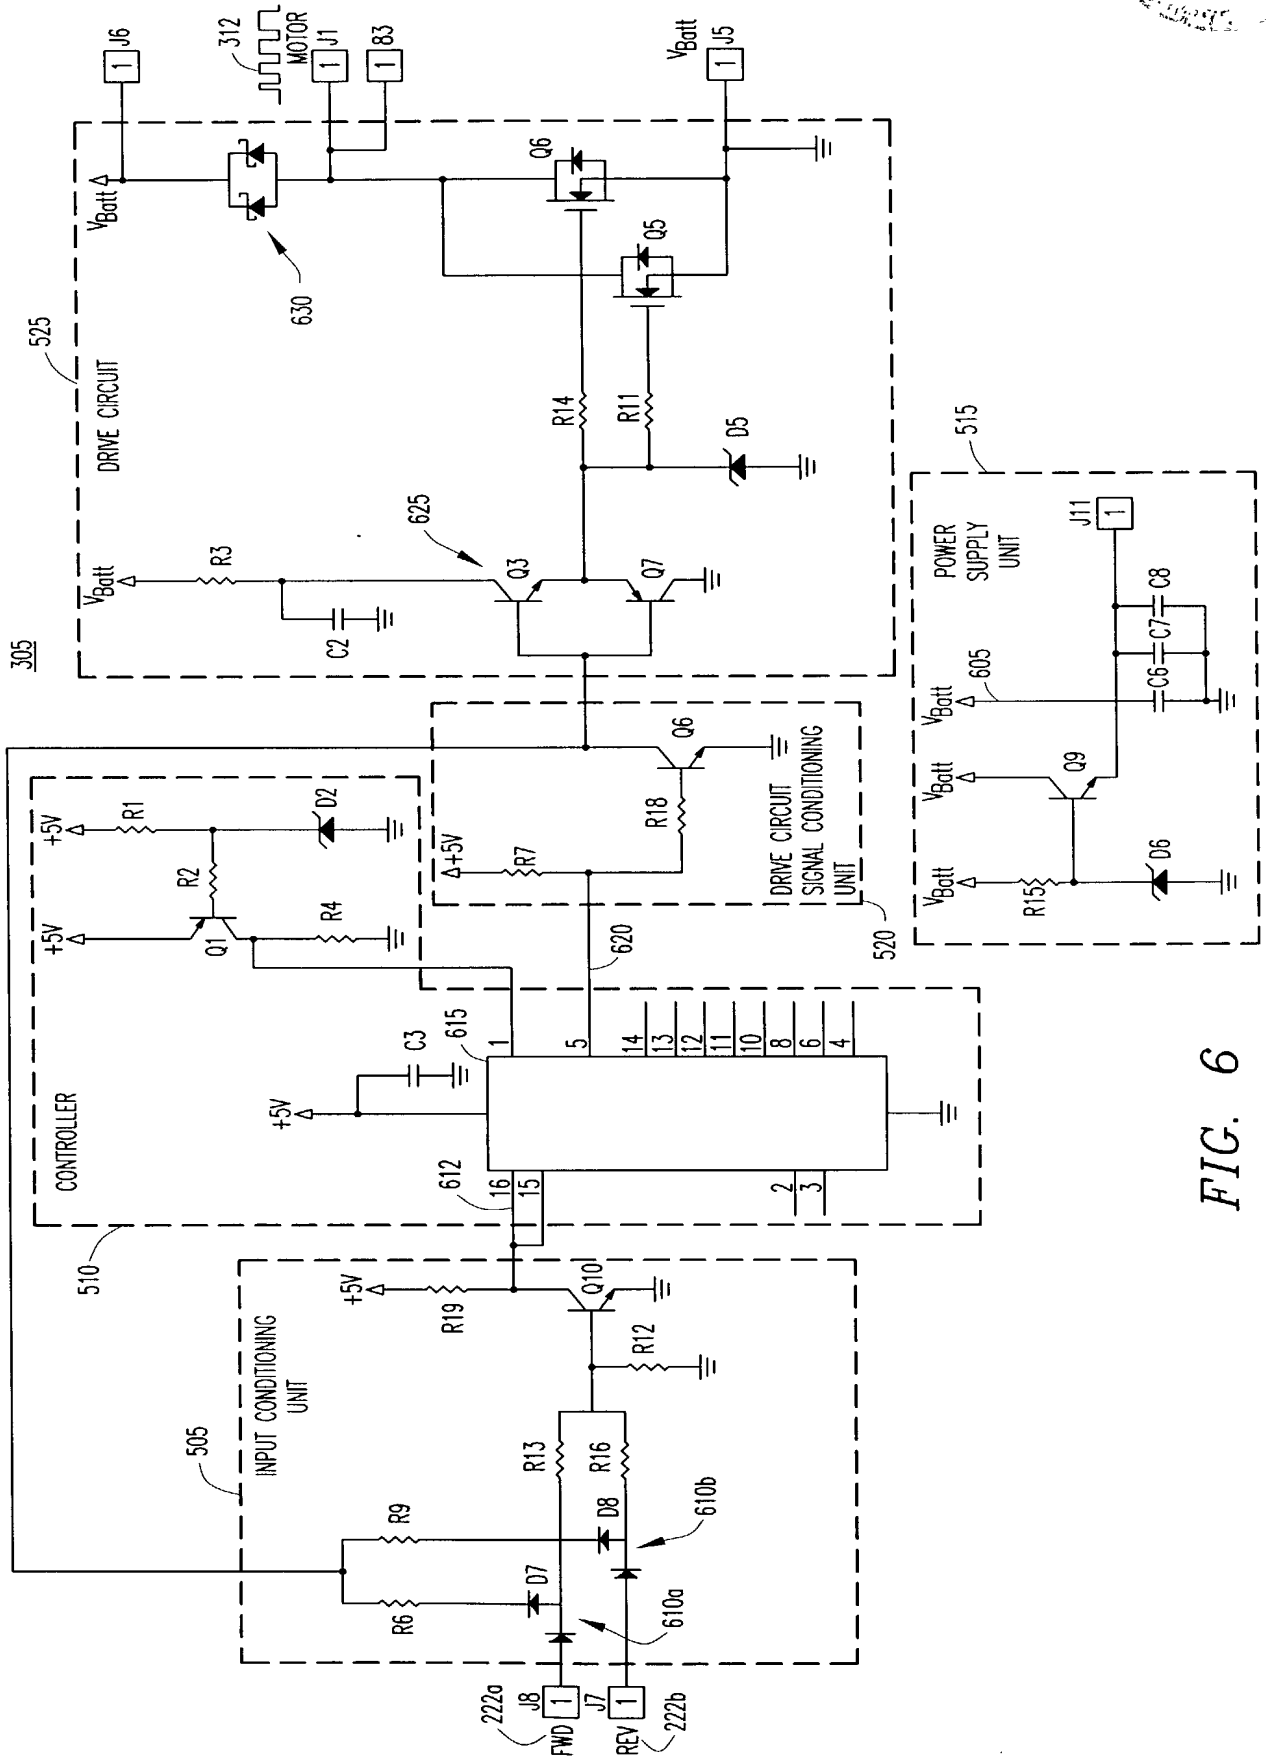 305
525
DRIVE CIRCUIT
VBatt
J6
1
312
MOTOR
J1
1
83
1
630
VBatt
R3
C2
625
Q3
Q7
R14
R11
D5
Q6
Q5
VBatt
J5
1
510
CONTROLLER
+5V
C3
+5V
Q1
R2
R4
+5V
R1
D2
612
16
15
2
3
615
1
5
14
13
12
11
10
8
6
4
620
+5V
R7
R18
Q6
DRIVE CIRCUIT
SIGNAL CONDITIONING
UNIT
520
505
INPUT CONDITIONING
UNIT
R6
R9
D7
D8
R13
R16
610a
610b
+5V
R19
Q10
R12
222a
J8
1
FWD
J7
1
REV
222b
515
POWER
SUPPLY
UNIT
VBatt
R15
D6
VBatt
Q9
VBatt
605
C6
C7
C8
J11
1
FIG. 6